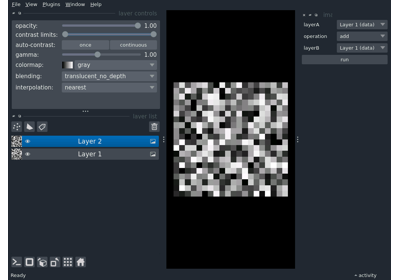 File View Plugins Window Help
layer controls
opacity: 1.00
contrast limits:
auto-contrast: once continuous
gamma: 1.00
colormap: gray
blending: translucent_no_depth
interpolation: nearest
layer list
Layer 2
Layer 1
Ready
layerA Layer 1 (data)
operation add
layerB Layer 1 (data)
run
activity